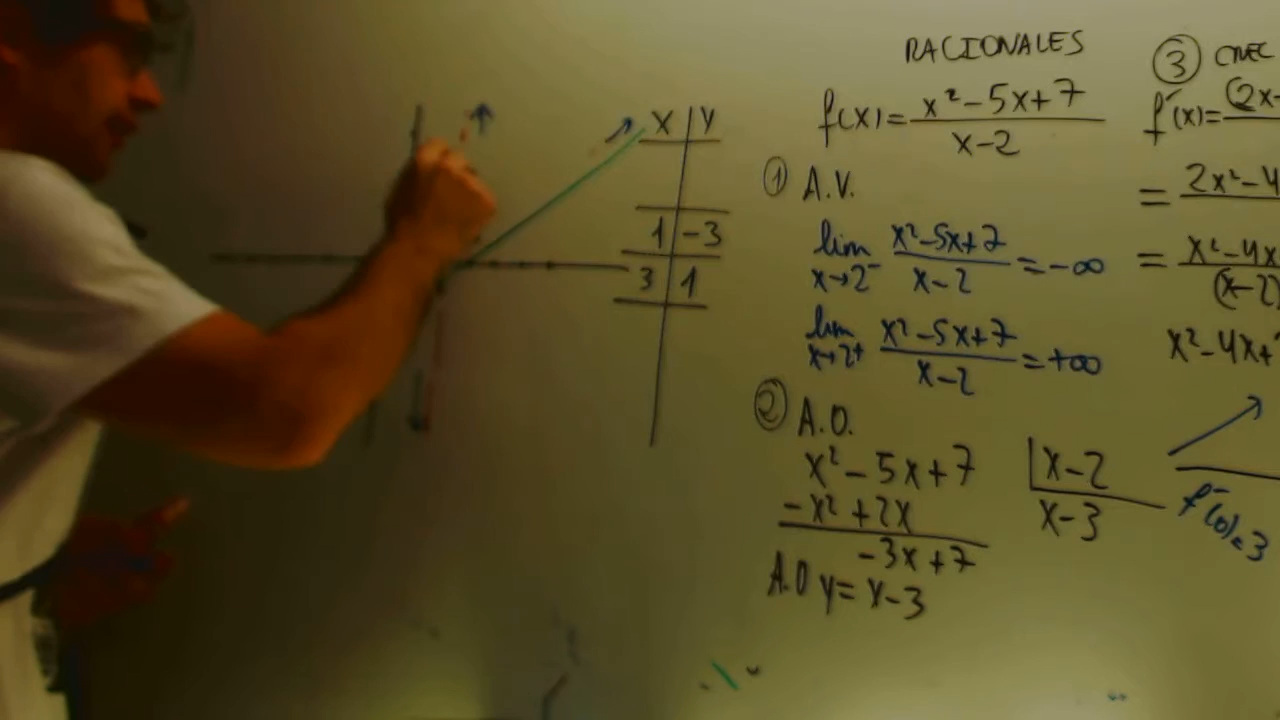 X | Y
1 | -3
3 | 1
RACIONALES
f(x) = (x² - 5x + 7) / (x - 2)
① A.V.
lim x→2⁻ (x² - 5x + 7) / (x - 2) = -∞
lim x→2⁺ (x² - 5x + 7) / (x - 2) = +∞
② A.O.
x² - 5x + 7 | x - 2
-x² + 2x
x - 3
-3x + 7
A.O y = x - 3
③ CREC
f'(x) = (2x-
= 2x² - 4
= x² - 4x / (x - 2)
x² - 4x +
f'(0) = 3